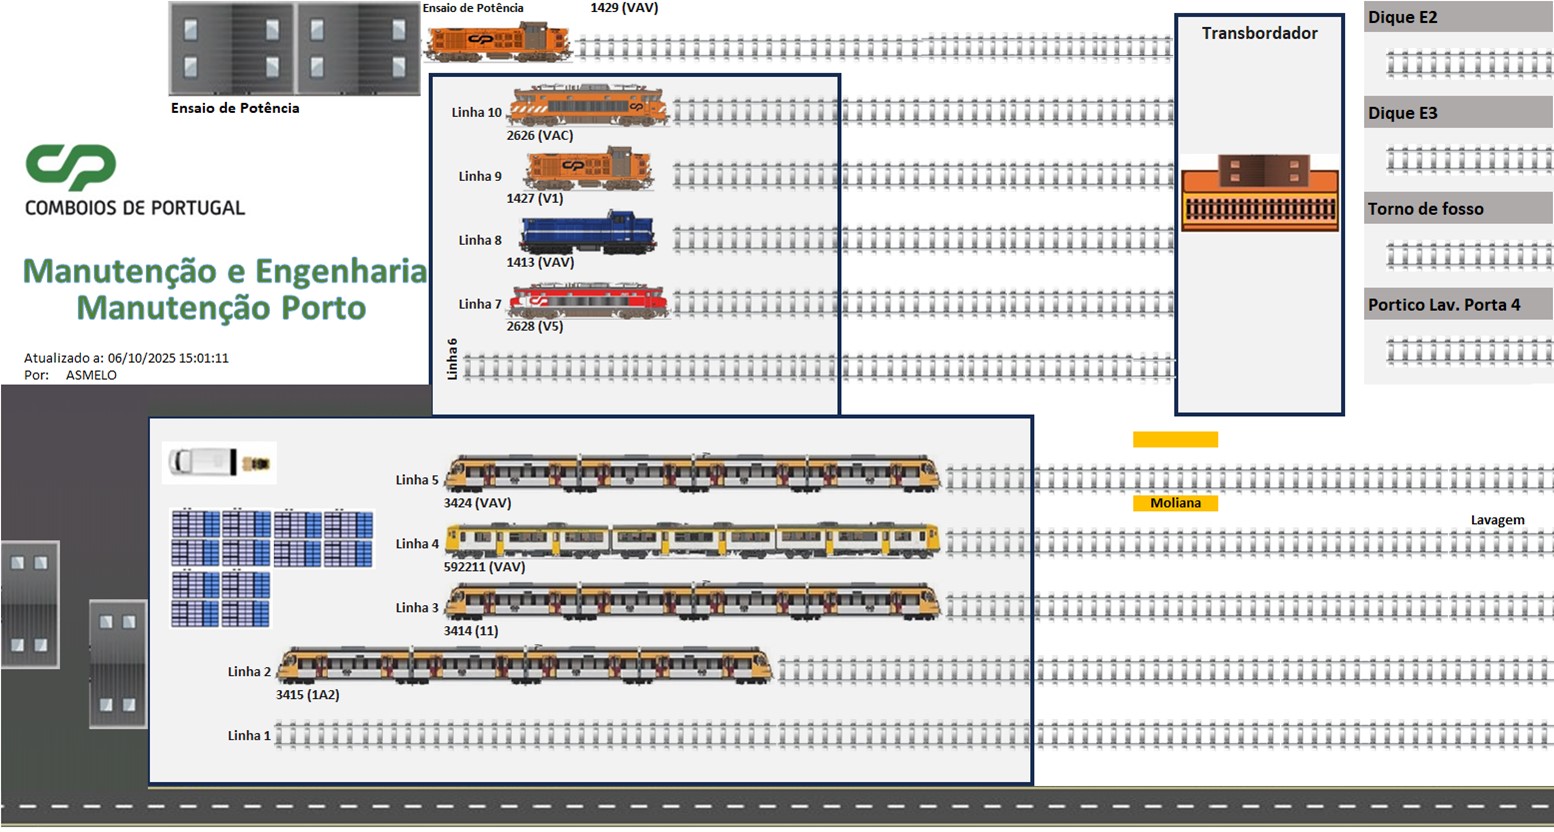 Ensaio de Potência
1429 (VAV)
Ensaio de Potência
Transbordador
Dique E2
Dique E3
Torno de fosso
Portico Lav. Porta 4
CP
COMBOIOS DE PORTUGAL
Manutenção e Engenharia
Manutenção Porto
Atualizado a: 06/10/2025 15:01:11
Por: ASMELO
Linha 10
2626 (VAC)
Linha 9
1427 (V1)
Linha 8
1413 (VAV)
Linha 7
2628 (V5)
Linha 6
Linha 5
3424 (VAV)
Moliana
Lavagem
Linha 4
592211 (VAV)
Linha 3
3414 (11)
Linha 2
3415 (1A2)
Linha 1